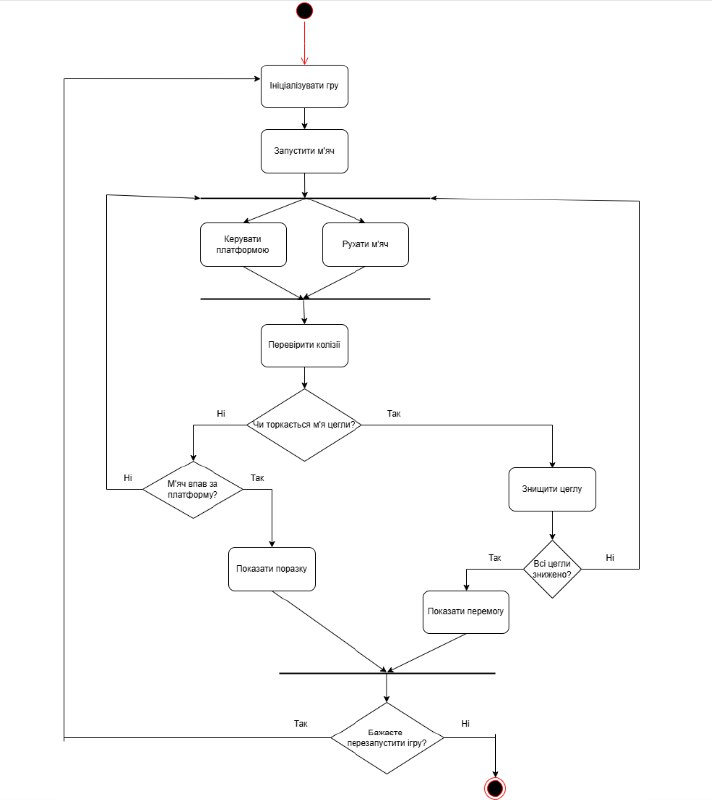 Ініціалізувати гру
Запустити м'яч
Керувати
платформою
Рухати м'яч
Перевірити колізії
Чи торкається м'я цегли?
Ні
Так
М'яч впав за
платформу?
Ні
Так
Знищити цеглу
Всі цегли
знижено?
Так
Ні
Показати поразку
Показати перемогу
Бажаєте
перезапустити ігру?
Так
Ні